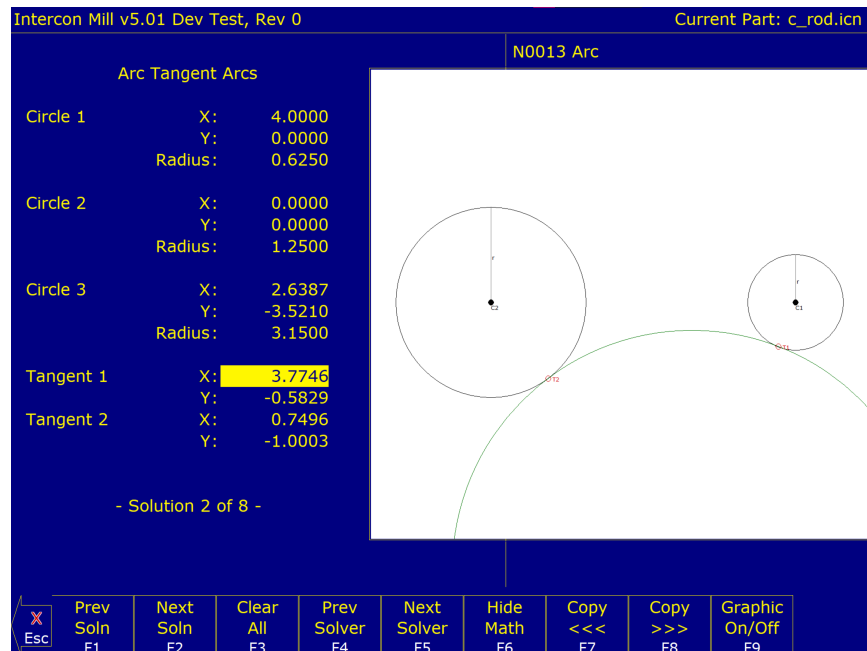 Intercon Mill v5.01 Dev Test, Rev 0 Current Part: c_rod.icn
N0013 Arc
Arc Tangent Arcs
Circle 1 X: 4.0000
Y: 0.0000
Radius: 0.6250
Circle 2 X: 0.0000
Y: 0.0000
Radius: 1.2500
Circle 3 X: 2.6387
Y: -3.5210
Radius: 3.1500
Tangent 1 X: 3.7746
Y: -0.5829
Tangent 2 X: 0.7496
Y: -1.0003
- Solution 2 of 8 -
r
C2
r
C1
T1
T2
X Esc
Prev Soln F1
Next Soln F2
Clear All F3
Prev Solver F4
Next Solver F5
Hide Math F6
Copy <<< F7
Copy >>> F8
Graphic On/Off F9